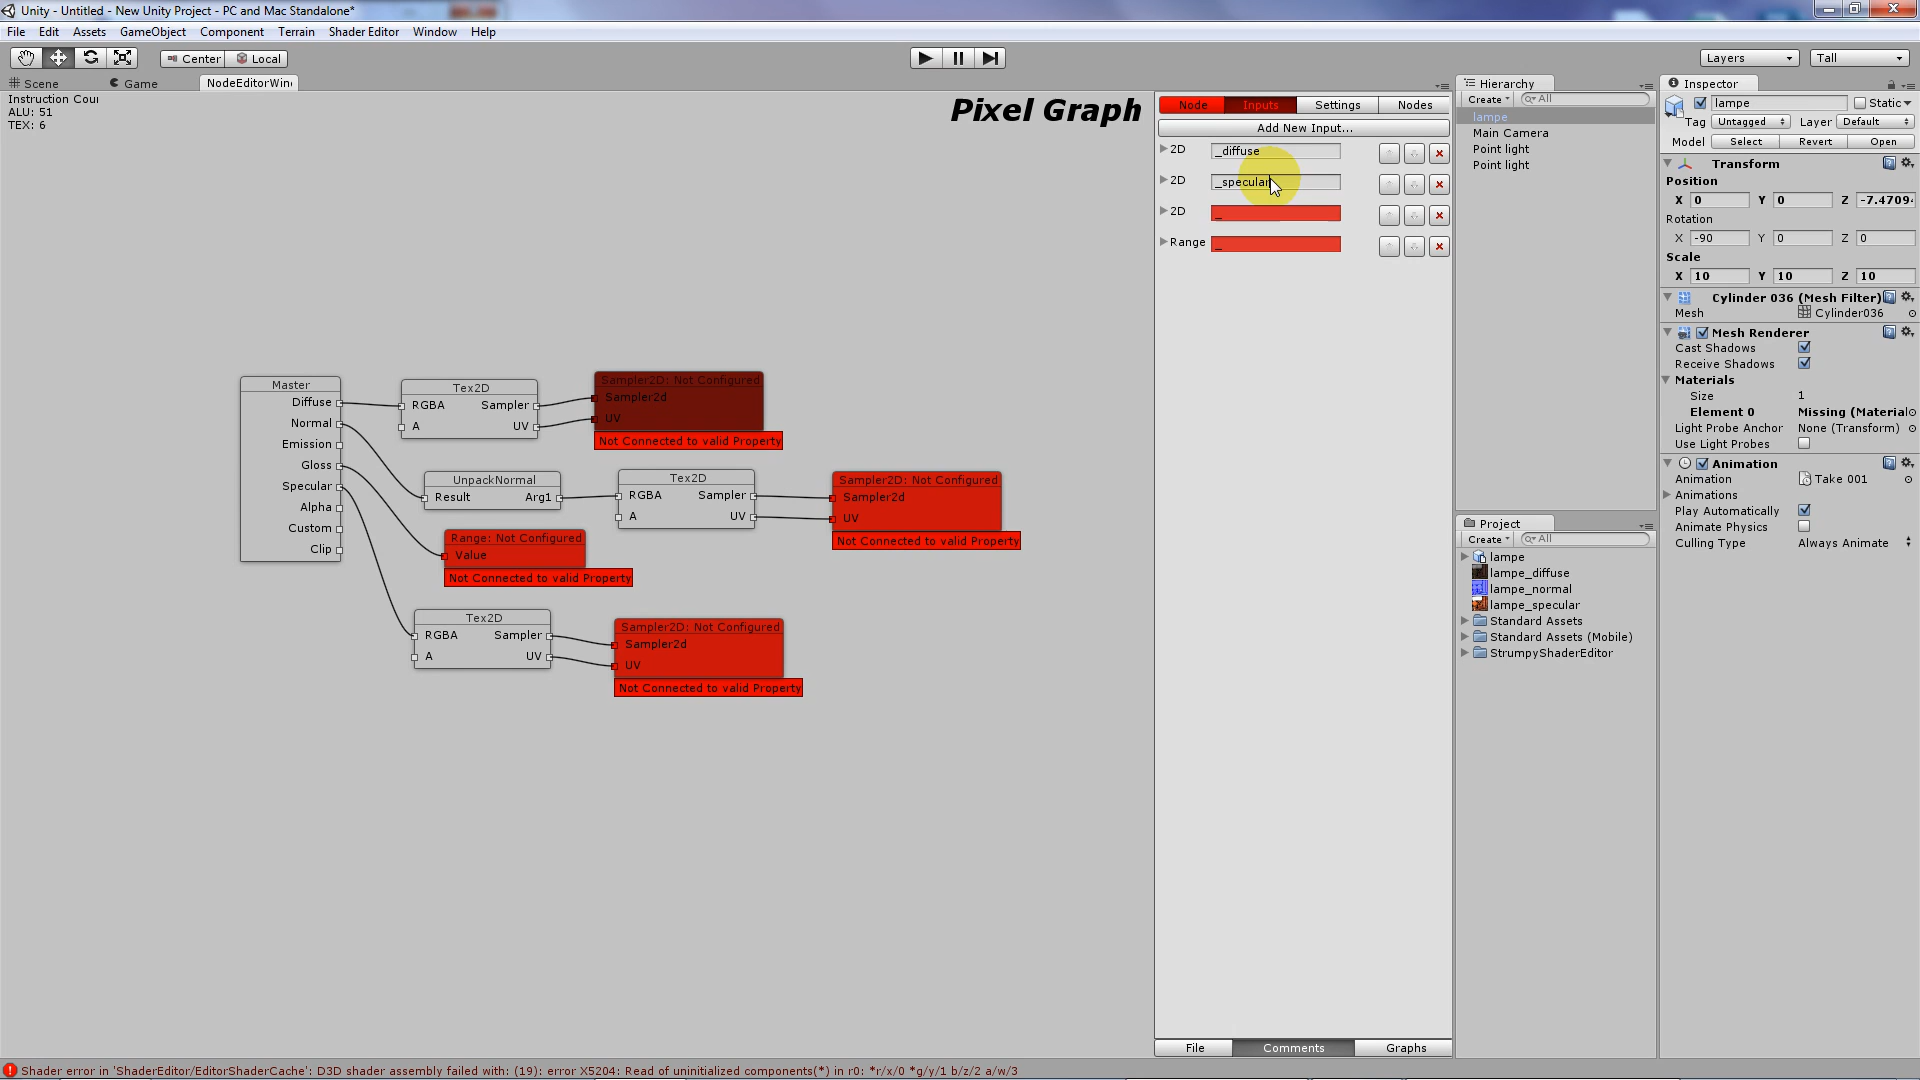 Unity - Untitled - New Unity Project - PC and Mac Standalone*
File Edit Assets GameObject Component Terrain Shader Editor Window Help
Center Local
Layers Tall
Scene Game NodeEditorWin
Instruction Cou
ALU: 51
TEX: 6
Pixel Graph
Master
Diffuse
Normal
Emission
Gloss
Specular
Alpha
Custom
Clip
Tex2D
RGBA Sampler
A UV
Sampler2D: Not Configured
Sampler2d
UV
Not Connected to valid Property
UnpackNormal
Result Arg1
Tex2D
RGBA Sampler
A UV
Sampler2D: Not Configured
Sampler2d
UV
Not Connected to valid Property
Range: Not Configured
Value
Not Connected to valid Property
Tex2D
RGBA Sampler
A UV
Sampler2D: Not Configured
Sampler2d
UV
Not Connected to valid Property
Node Inputs Settings Nodes
Add New Input...
2D _diffuse
2D _specular
2D _
Range _
File Comments Graphs
Hierarchy
Create All
lampe
Main Camera
Point light
Point light
Project
Create All
lampe
lampe_diffuse
lampe_normal
lampe_specular
Standard Assets
Standard Assets (Mobile)
StrumpyShaderEditor
Inspector
lampe Static
Tag Untagged Layer Default
Model Select Revert Open
Transform
Position
X 0 Y 0 Z -7.4709
Rotation
X -90 Y 0 Z 0
Scale
X 10 Y 10 Z 10
Cylinder 036 (Mesh Filter)
Mesh Cylinder036
Mesh Renderer
Cast Shadows
Receive Shadows
Materials
Size 1
Element 0 Missing (Material
Light Probe Anchor None (Transform)
Use Light Probes
Animation
Animation Take 001
Animations
Play Automatically
Animate Physics
Culling Type Always Animate
Shader error in 'ShaderEditor/EditorShaderCache': D3D shader assembly failed with: (19): error X5204: Read of uninitialized components(*) in r0: *r/x/0 *g/y/1 b/z/2 a/w/3